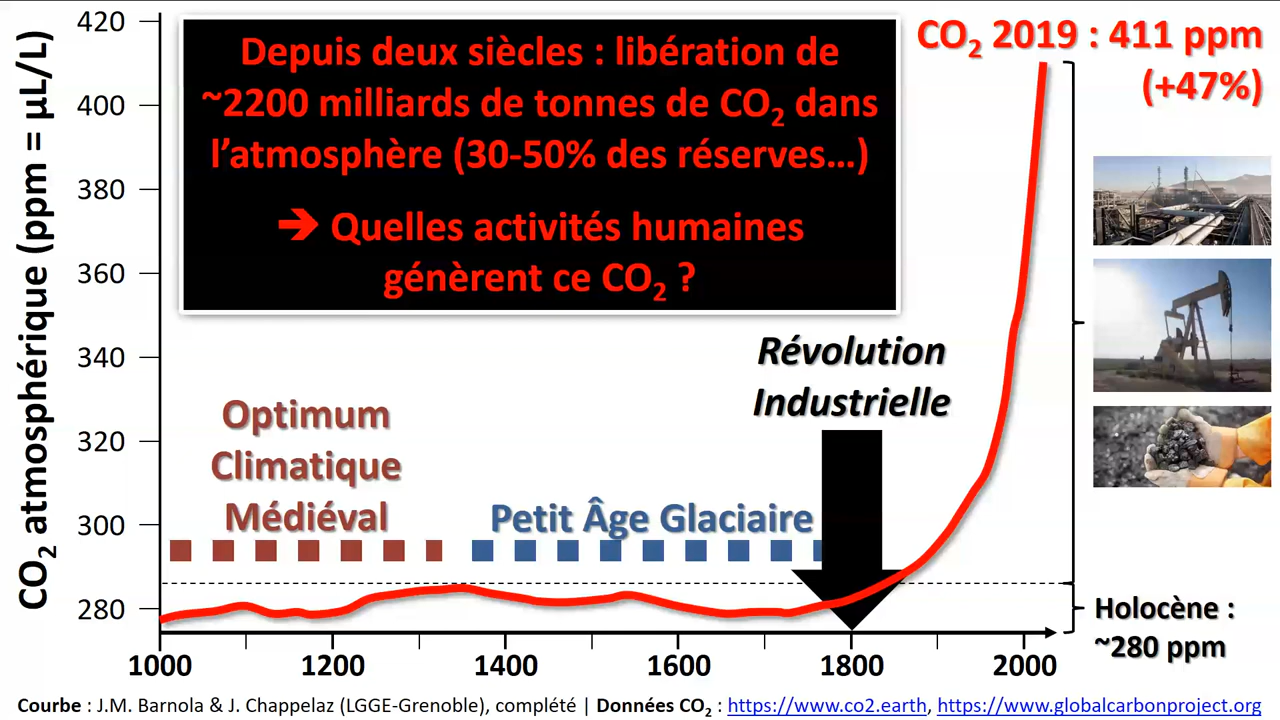 420
400
380
360
340
320
300
280
CO2 atmosphérique (ppm = µL/L)
Depuis deux siècles : libération de
~2200 milliards de tonnes de CO2 dans
l’atmosphère (30-50% des réserves…)
➔ Quelles activités humaines
génèrent ce CO2 ?
CO2 2019 : 411 ppm
(+47%)
Révolution
Industrielle
Optimum
Climatique
Médiéval
Petit Âge Glaciaire
Holocène :
~280 ppm
1000 1200 1400 1600 1800 2000
Courbe : J.M. Barnola & J. Chappelaz (LGGE-Grenoble), complété | Données CO2 : https://www.co2.earth, https://www.globalcarbonproject.org